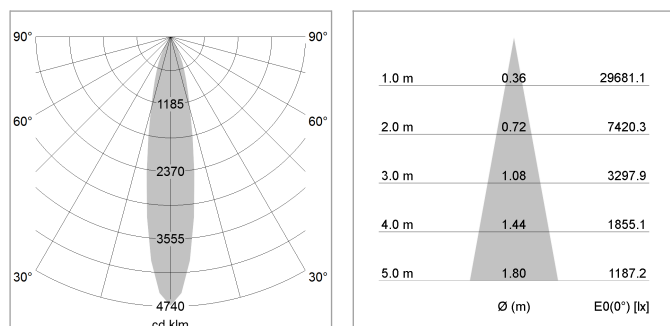 90° 90°
1185
60° 60°
2370
3555
30° 30°
4740
cd klm
1.0 m 0.36 29681.1
2.0 m 0.72 7420.3
3.0 m 1.08 3297.9
4.0 m 1.44 1855.1
5.0 m 1.80 1187.2
Ø (m) E0(0°) [lx]